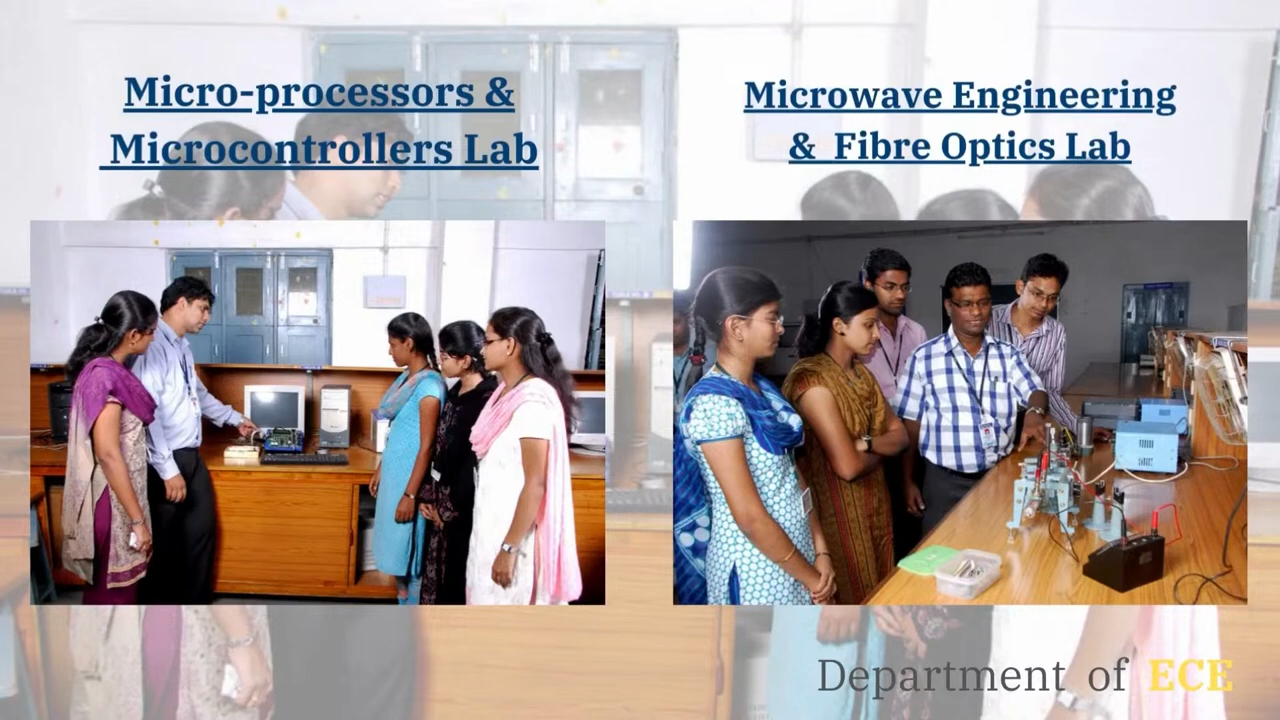 Micro-processors &
Microcontrollers Lab
Microwave Engineering
& Fibre Optics Lab
Department of ECE